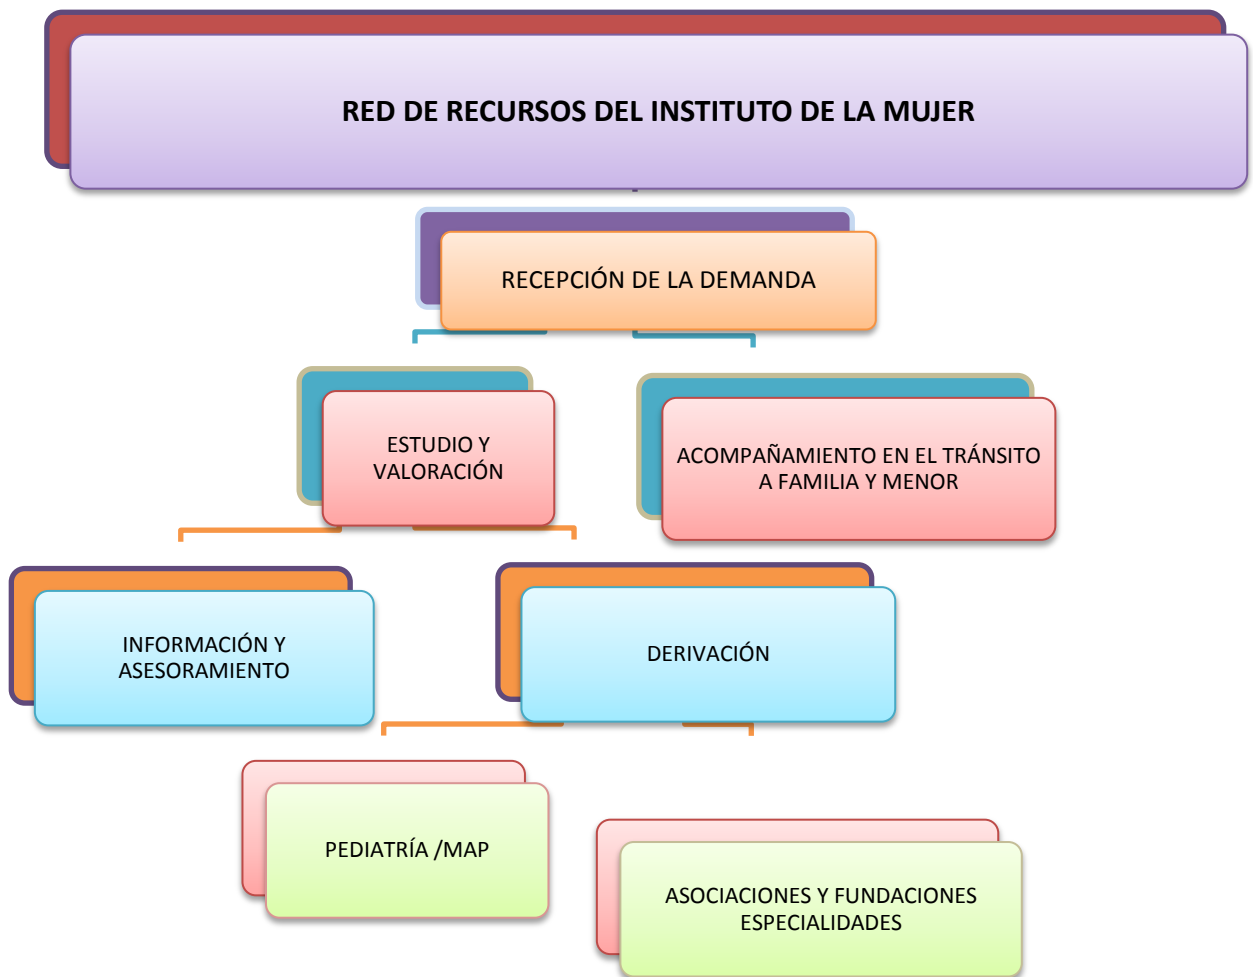 RED DE RECURSOS DEL INSTITUTO DE LA MUJER
RECEPCIÓN DE LA DEMANDA
ESTUDIO Y
VALORACIÓN
ACOMPAÑAMIENTO EN EL TRÁNSITO
A FAMILIA Y MENOR
INFORMACIÓN Y
ASESORAMIENTO
DERIVACIÓN
PEDIATRÍA /MAP
ASOCIACIONES Y FUNDACIONES
ESPECIALIDADES